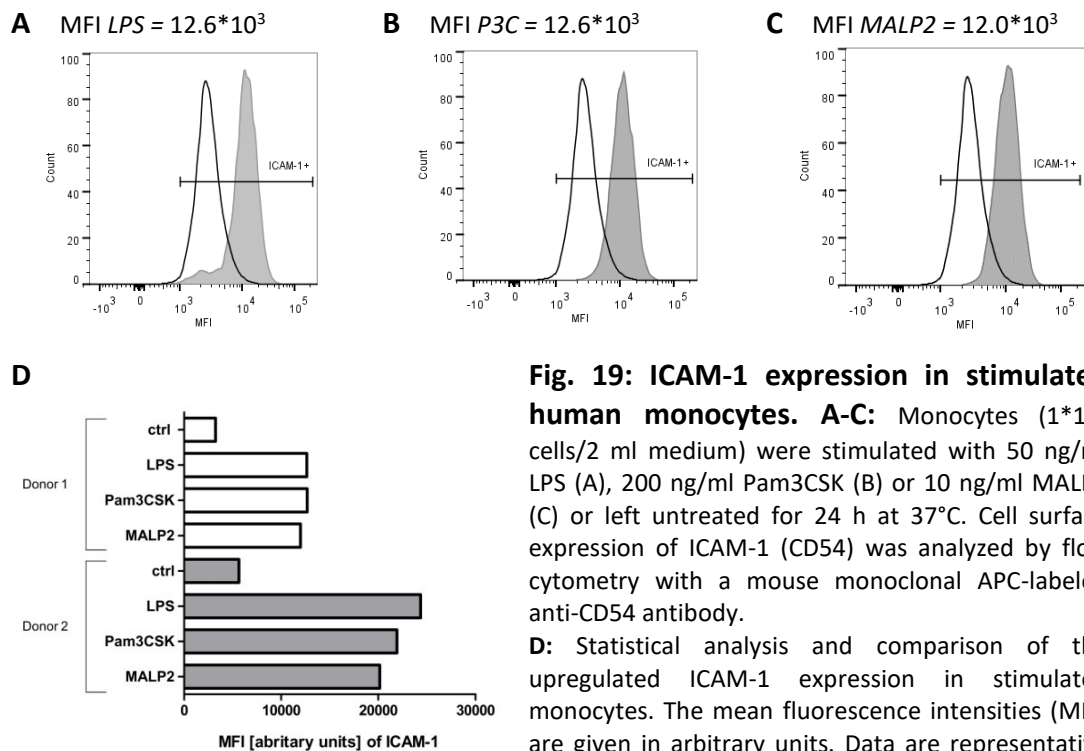 A MFI LPS = 12.6*10³
B MFI P3C = 12.6*10³
C MFI MALP2 = 12.0*10³
100
80
60
40
20
0
Count
ICAM-1+
-10³ 0 10³ 10⁴ 10⁵
MFI
100
80
60
40
20
0
Count
ICAM-1+
-10³ 0 10³ 10⁴ 10⁵
MFI
100
80
60
40
20
0
Count
ICAM-1+
-10³ 0 10³ 10⁴ 10⁵
MFI
D
Donor 1
ctrl
LPS
Pam3CSK
MALP2
Donor 2
ctrl
LPS
Pam3CSK
MALP2
0 10000 20000 30000
MFI [abritary units] of ICAM-1
Fig. 19: ICAM-1 expression in stimulate
human monocytes. A-C: Monocytes (1*1
cells/2 ml medium) were stimulated with 50 ng/m
LPS (A), 200 ng/ml Pam3CSK (B) or 10 ng/ml MALP
(C) or left untreated for 24 h at 37°C. Cell surfa
expression of ICAM-1 (CD54) was analyzed by flo
cytometry with a mouse monoclonal APC-labele
anti-CD54 antibody.
D: Statistical analysis and comparison of th
upregulated ICAM-1 expression in stimulate
monocytes. The mean fluorescence intensities (MF
are given in arbitrary units. Data are representativ